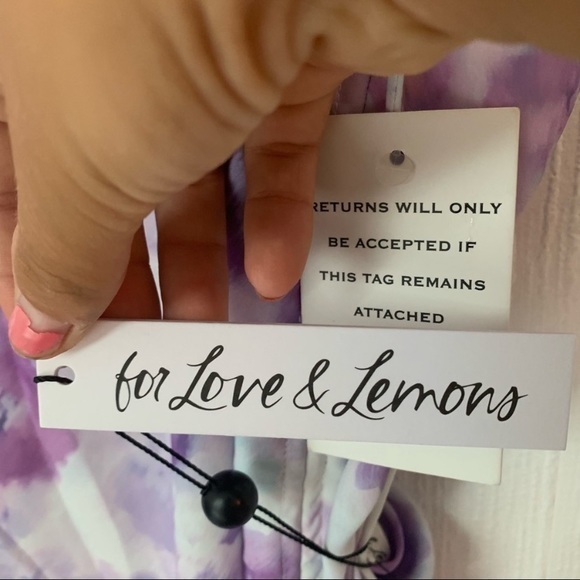 RETURNS WILL ONLY
BE ACCEPTED IF
THIS TAG REMAINS
ATTACHED
for Love & Lemons